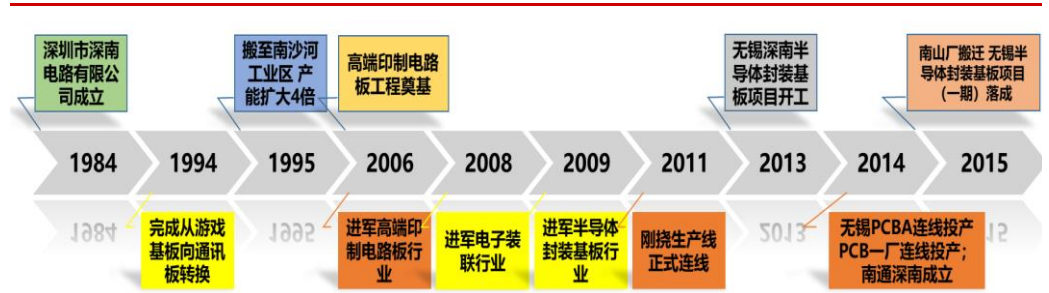 深圳市深南
电路有限公
司成立
搬至南沙河
工业区 产
能扩大4倍
高端印制电路
板工程奠基
无锡深南半
导体封装基
板项目开工
南山厂搬迁 无锡半
导体封装基板项目
（一期）落成
1984
1994
1995
2006
2008
2009
2011
2013
2014
2015
完成从游戏
基板向通讯
板转换
进军高端印
制电路板行
业
进军电子装
联行业
进军半导体
封装基板行
业
刚挠生产线
正式连线
无锡PCBA连线投产
PCB一厂连线投产；
南通深南成立